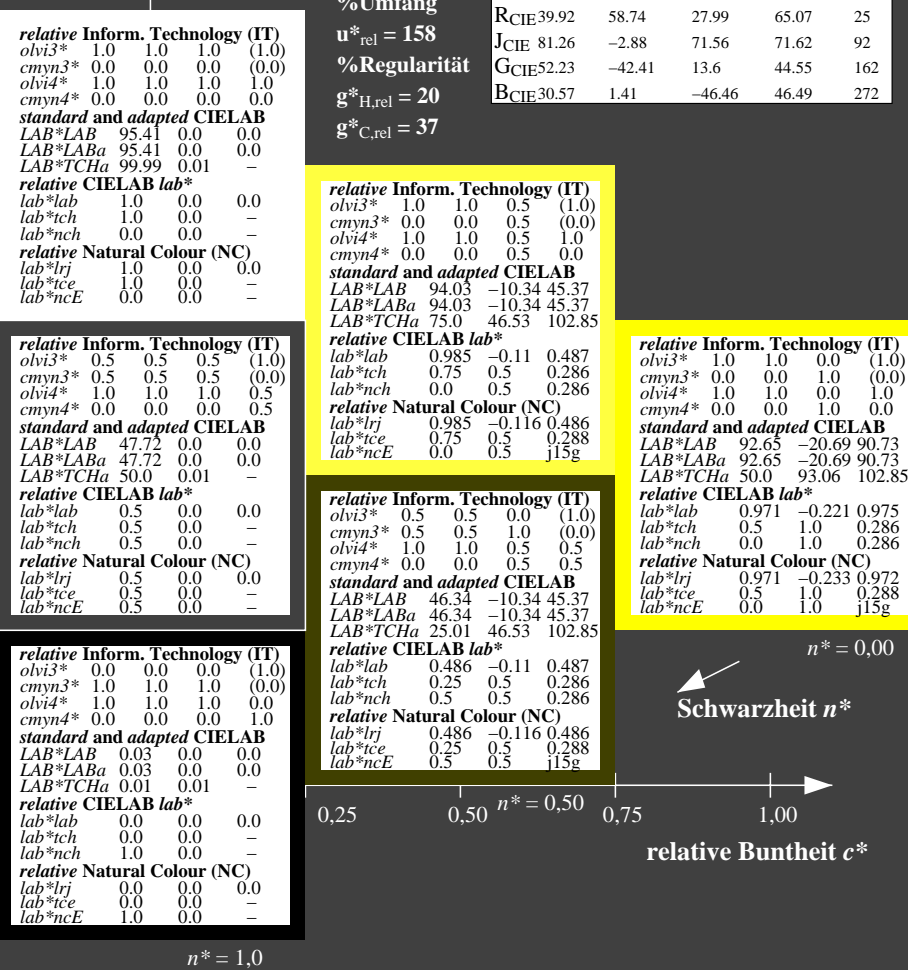 %Umfang
u*rel = 158
%Regularität
g*H,rel = 20
g*C,rel = 37
RCIE 39.92 58.74 27.99 65.07 25
JCIE 81.26 −2.88 71.56 71.62 92
GCIE 52.23 −42.41 13.6 44.55 162
BCIE 30.57 1.41 −46.46 46.49 272
relative Inform. Technology (IT)
olvi3* 1.0 1.0 1.0 (1.0)
cmyn3* 0.0 0.0 0.0 (0.0)
olvi4* 1.0 1.0 1.0 1.0
cmyn4* 0.0 0.0 0.0 0.0
standard and adapted CIELAB
LAB*LAB 95.41 0.0 0.0
LAB*LABa 95.41 0.0 0.0
LAB*TCHa 99.99 0.01 –
relative CIELAB lab*
lab*lab 1.0 0.0 0.0
lab*tch 1.0 0.0 –
lab*nch 0.0 0.0 –
relative Natural Colour (NC)
lab*lrj 1.0 0.0 0.0
lab*tce 1.0 0.0 –
lab*ncE 0.0 0.0 –
relative Inform. Technology (IT)
olvi3* 1.0 1.0 0.5 (1.0)
cmyn3* 0.0 0.0 0.5 (0.0)
olvi4* 1.0 1.0 0.5 1.0
cmyn4* 0.0 0.0 0.5 0.0
standard and adapted CIELAB
LAB*LAB 94.03 −10.34 45.37
LAB*LABa 94.03 −10.34 45.37
LAB*TCHa 75.0 46.53 102.85
relative CIELAB lab*
lab*lab 0.985 −0.11 0.487
lab*tch 0.75 0.5 0.286
lab*nch 0.0 0.5 0.286
relative Natural Colour (NC)
lab*lrj 0.985 −0.116 0.486
lab*tce 0.75 0.5 0.288
lab*ncE 0.0 0.5 j15g
relative Inform. Technology (IT)
olvi3* 0.5 0.5 0.5 (1.0)
cmyn3* 0.5 0.5 0.5 (0.0)
olvi4* 1.0 1.0 1.0 0.5
cmyn4* 0.0 0.0 0.0 0.5
standard and adapted CIELAB
LAB*LAB 47.72 0.0 0.0
LAB*LABa 47.72 0.0 0.0
LAB*TCHa 50.0 0.01 –
relative CIELAB lab*
lab*lab 0.5 0.0 0.0
lab*tch 0.5 0.0 –
lab*nch 0.5 0.0 –
relative Natural Colour (NC)
lab*lrj 0.5 0.0 0.0
lab*tce 0.5 0.0 –
lab*ncE 0.5 0.0 –
relative Inform. Technology (IT)
olvi3* 1.0 1.0 0.0 (1.0)
cmyn3* 0.0 0.0 1.0 (0.0)
olvi4* 1.0 1.0 0.0 1.0
cmyn4* 0.0 0.0 1.0 0.0
standard and adapted CIELAB
LAB*LAB 92.65 −20.69 90.73
LAB*LABa 92.65 −20.69 90.73
LAB*TCHa 50.0 93.06 102.85
relative CIELAB lab*
lab*lab 0.971 −0.221 0.975
lab*tch 0.5 1.0 0.286
lab*nch 0.0 1.0 0.286
relative Natural Colour (NC)
lab*lrj 0.971 −0.233 0.972
lab*tce 0.5 1.0 0.288
lab*ncE 0.0 1.0 j15g
relative Inform. Technology (IT)
olvi3* 0.5 0.5 0.0 (1.0)
cmyn3* 0.5 0.5 1.0 (0.0)
olvi4* 1.0 1.0 0.5 0.5
cmyn4* 0.0 0.0 0.5 0.5
standard and adapted CIELAB
LAB*LAB 46.34 −10.34 45.37
LAB*LABa 46.34 −10.34 45.37
LAB*TCHa 25.01 46.53 102.85
relative CIELAB lab*
lab*lab 0.486 −0.11 0.487
lab*tch 0.25 0.5 0.286
lab*nch 0.5 0.5 0.286
relative Natural Colour (NC)
lab*lrj 0.486 −0.116 0.486
lab*tce 0.25 0.5 0.288
lab*ncE 0.5 0.5 j15g
relative Inform. Technology (IT)
olvi3* 0.0 0.0 0.0 (1.0)
cmyn3* 1.0 1.0 1.0 (0.0)
olvi4* 1.0 1.0 1.0 0.0
cmyn4* 0.0 0.0 0.0 1.0
standard and adapted CIELAB
LAB*LAB 0.03 0.0 0.0
LAB*LABa 0.03 0.0 0.0
LAB*TCHa 0.01 0.01 –
relative CIELAB lab*
lab*lab 0.0 0.0 0.0
lab*tch 0.0 0.0 –
lab*nch 1.0 0.0 –
relative Natural Colour (NC)
lab*lrj 0.0 0.0 0.0
lab*tce 0.0 0.0 –
lab*ncE 1.0 0.0 –
n* = 0,00
Schwarzheit n*
n* = 0,50
0,25 0,50 0,75 1,00
relative Buntheit c*
n* = 1,0